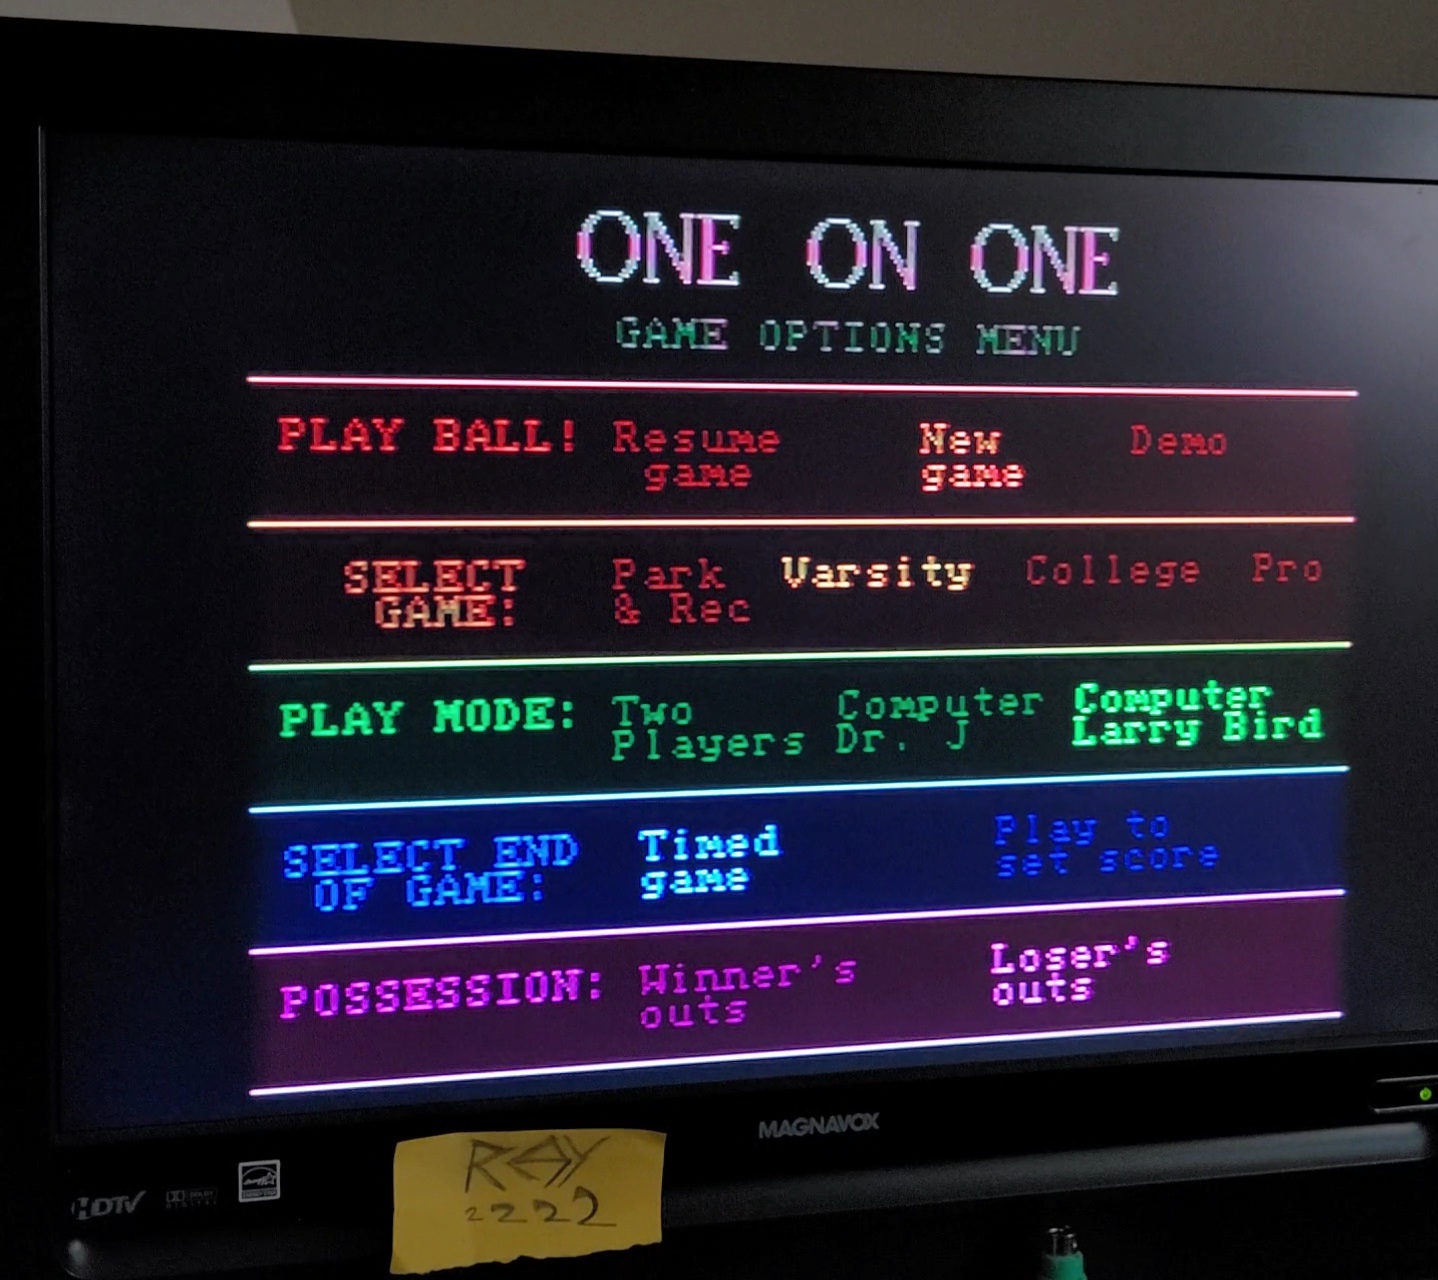 ONE ON ONE
GAME OPTIONS MENU
PLAY BALL! Resume game New game Demo
SELECT GAME: Park & Rec Varsity College Pro
PLAY MODE: Two Players Computer Dr. J Computer Larry Bird
SELECT END OF GAME: Timed game Play to set score
POSSESSION: Winner's outs Loser's outs
MAGNAVOX
HDTV
RAY
2222